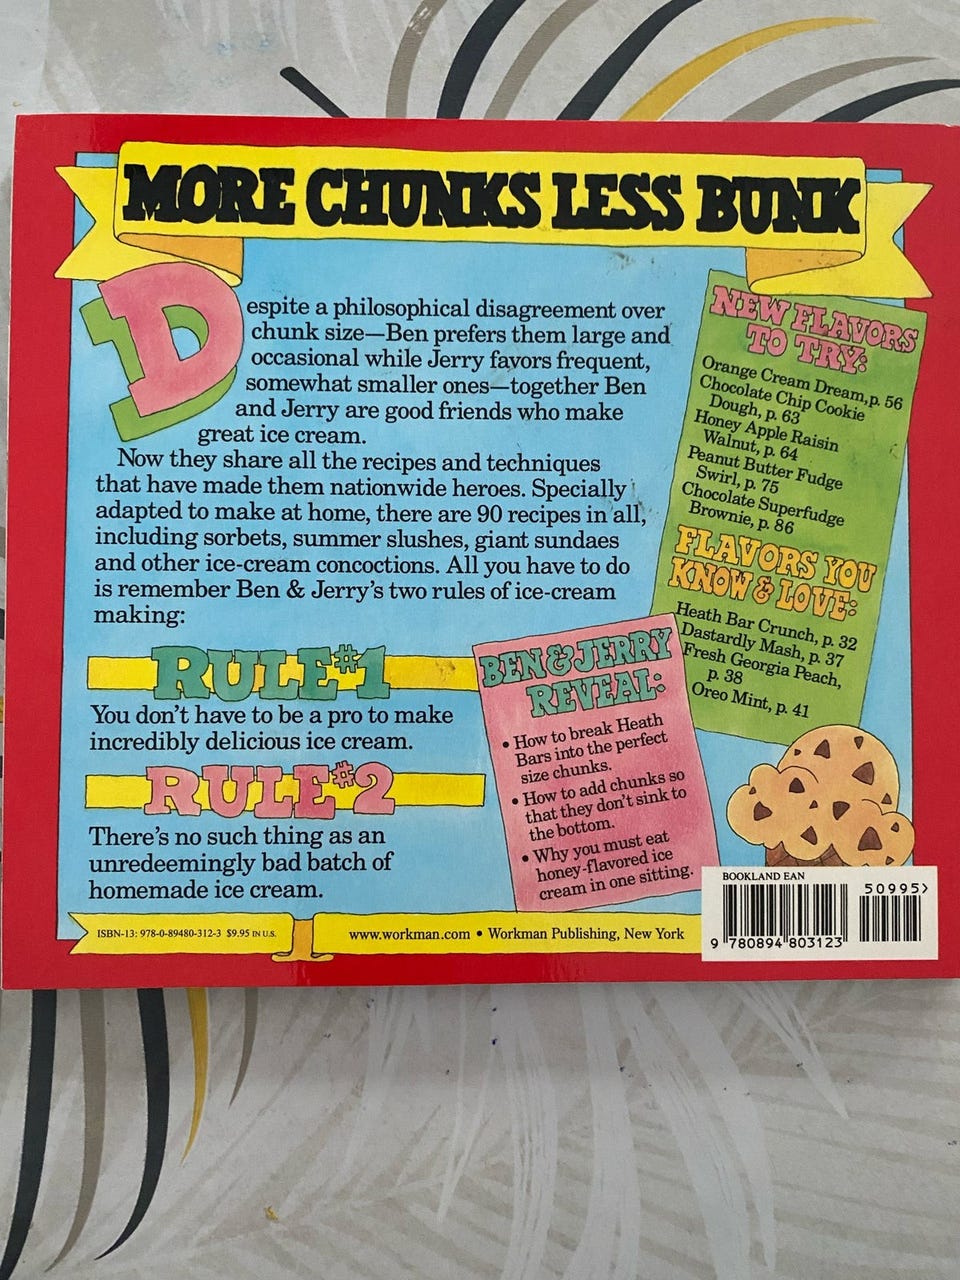 MORE CHUNKS LESS BUNK
Despite a philosophical disagreement over
chunk size—Ben prefers them large and
occasional while Jerry favors frequent,
somewhat smaller ones—together Ben
and Jerry are good friends who make
great ice cream.
Now they share all the recipes and techniques
that have made them nationwide heroes. Specially
adapted to make at home, there are 90 recipes in all,
including sorbets, summer slushes, giant sundaes
and other ice-cream concoctions. All you have to do
is remember Ben & Jerry's two rules of ice-cream
making:
RULE #1
You don't have to be a pro to make
incredibly delicious ice cream.
RULE #2
There's no such thing as an
unredeemingly bad batch of
homemade ice cream.
BEN & JERRY
REVEAL:
• How to break Heath
Bars into the perfect
size chunks.
• How to add chunks so
that they don't sink to
the bottom.
• Why you must eat
honey-flavored ice
cream in one sitting.
NEW FLAVORS
TO TRY:
Orange Cream Dream, p. 56
Chocolate Chip Cookie
Dough, p. 63
Honey Apple Raisin
Walnut, p. 64
Peanut Butter Fudge
Swirl, p. 75
Chocolate Superfudge
Brownie, p. 86
FLAVORS YOU
KNOW & LOVE:
Heath Bar Crunch, p. 32
Dastardly Mash, p. 37
Fresh Georgia Peach,
p. 38
Oreo Mint, p. 41
ISBN-13: 978-0-89480-312-3 $9.95 IN U.S.
www.workman.com • Workman Publishing, New York
BOOKLAND EAN
50995>
9 780894 803123